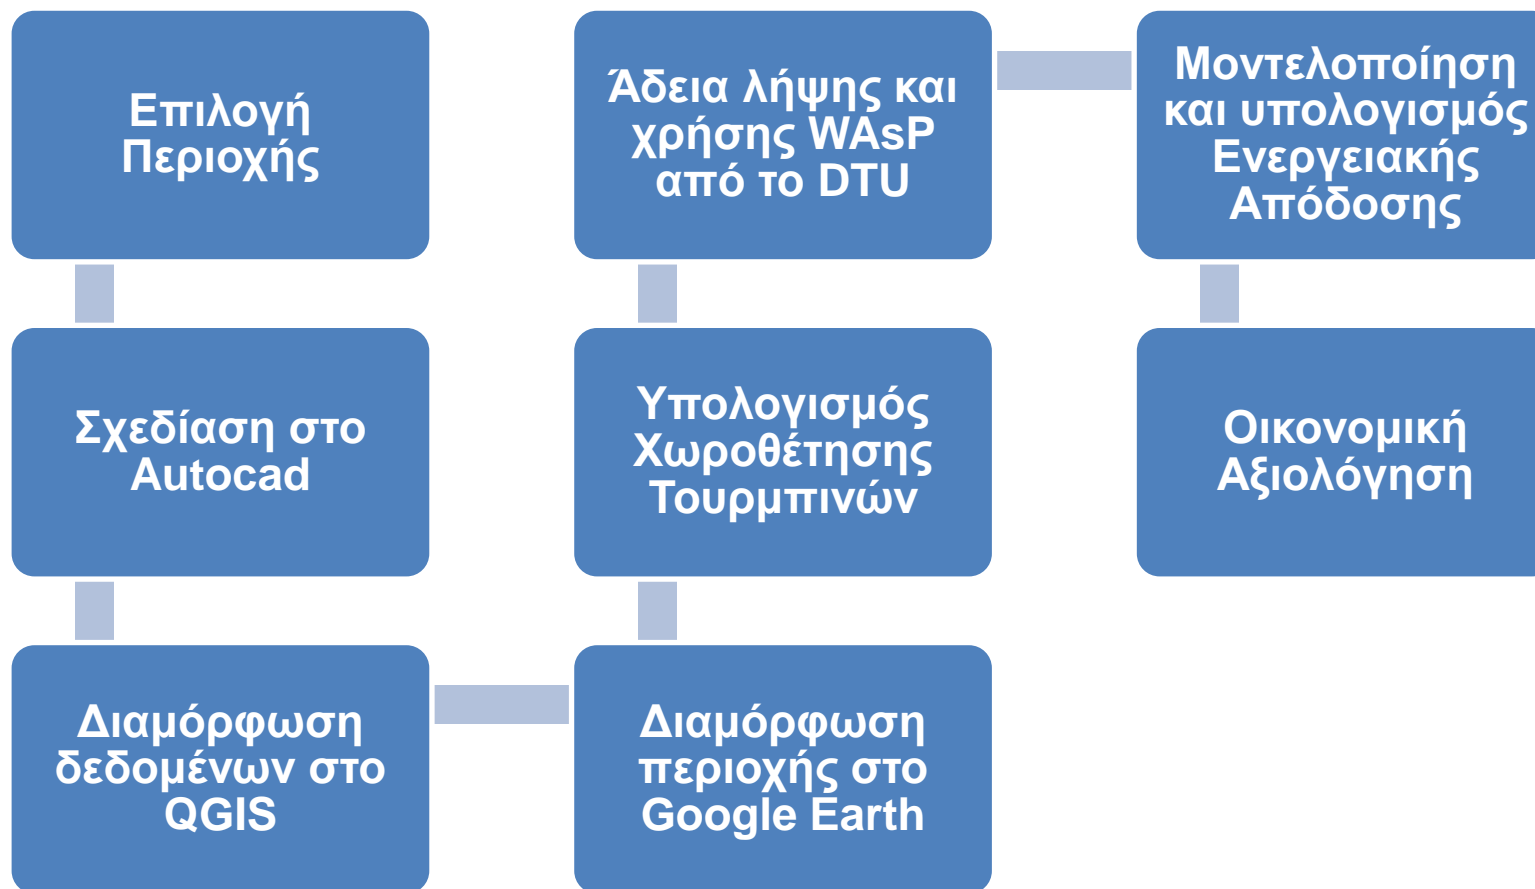 Επιλογή
Περιοχής
Σχεδίαση στο
Autocad
Διαμόρφωση
δεδομένων στο
QGIS
Διαμόρφωση
περιοχής στο
Google Earth
Υπολογισμός
Χωροθέτησης
Τουρμπινών
Άδεια λήψης και
χρήσης WAsP
από το DTU
Μοντελοποίηση
και υπολογισμός
Ενεργειακής
Απόδοσης
Οικονομική
Αξιολόγηση